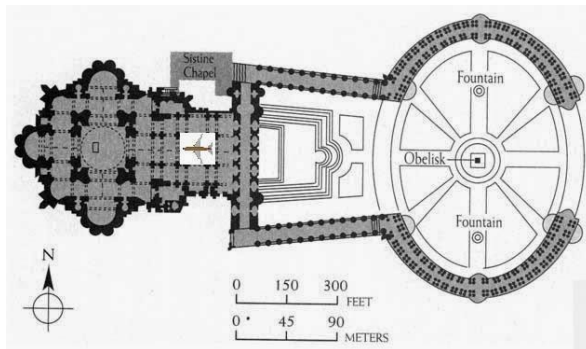 Sistine
Chapel
Fountain
Obelisk
Fountain
N
0 150 300
FEET
0 45 90
METERS